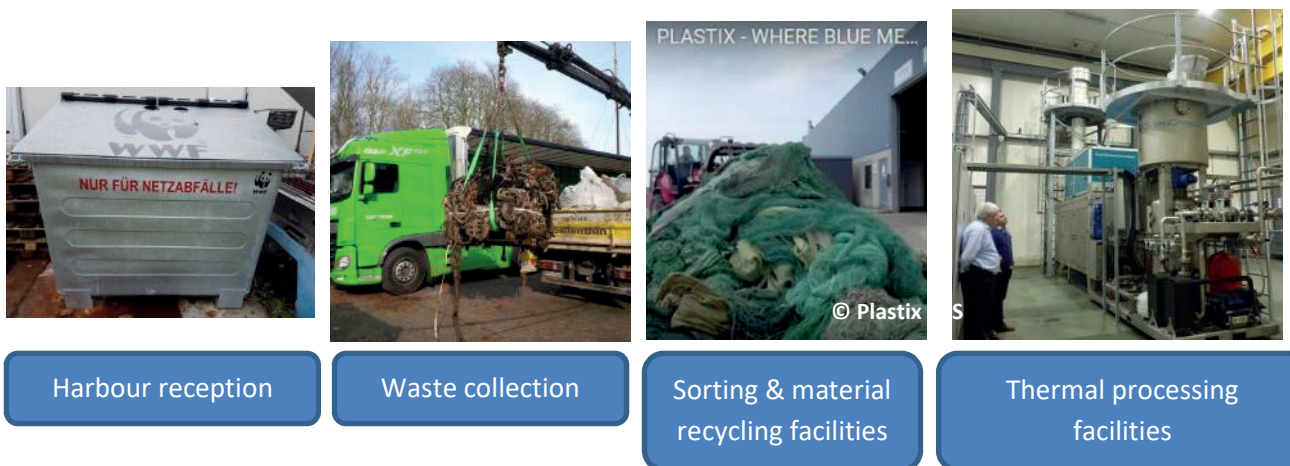 WWF
NUR FÜR NETZABFÄLLE!
WWF
XF
PLASTIX - WHERE BLUE ME...
© Plastix
S
Harbour reception
Waste collection
Sorting & material
recycling facilities
Thermal processing
facilities